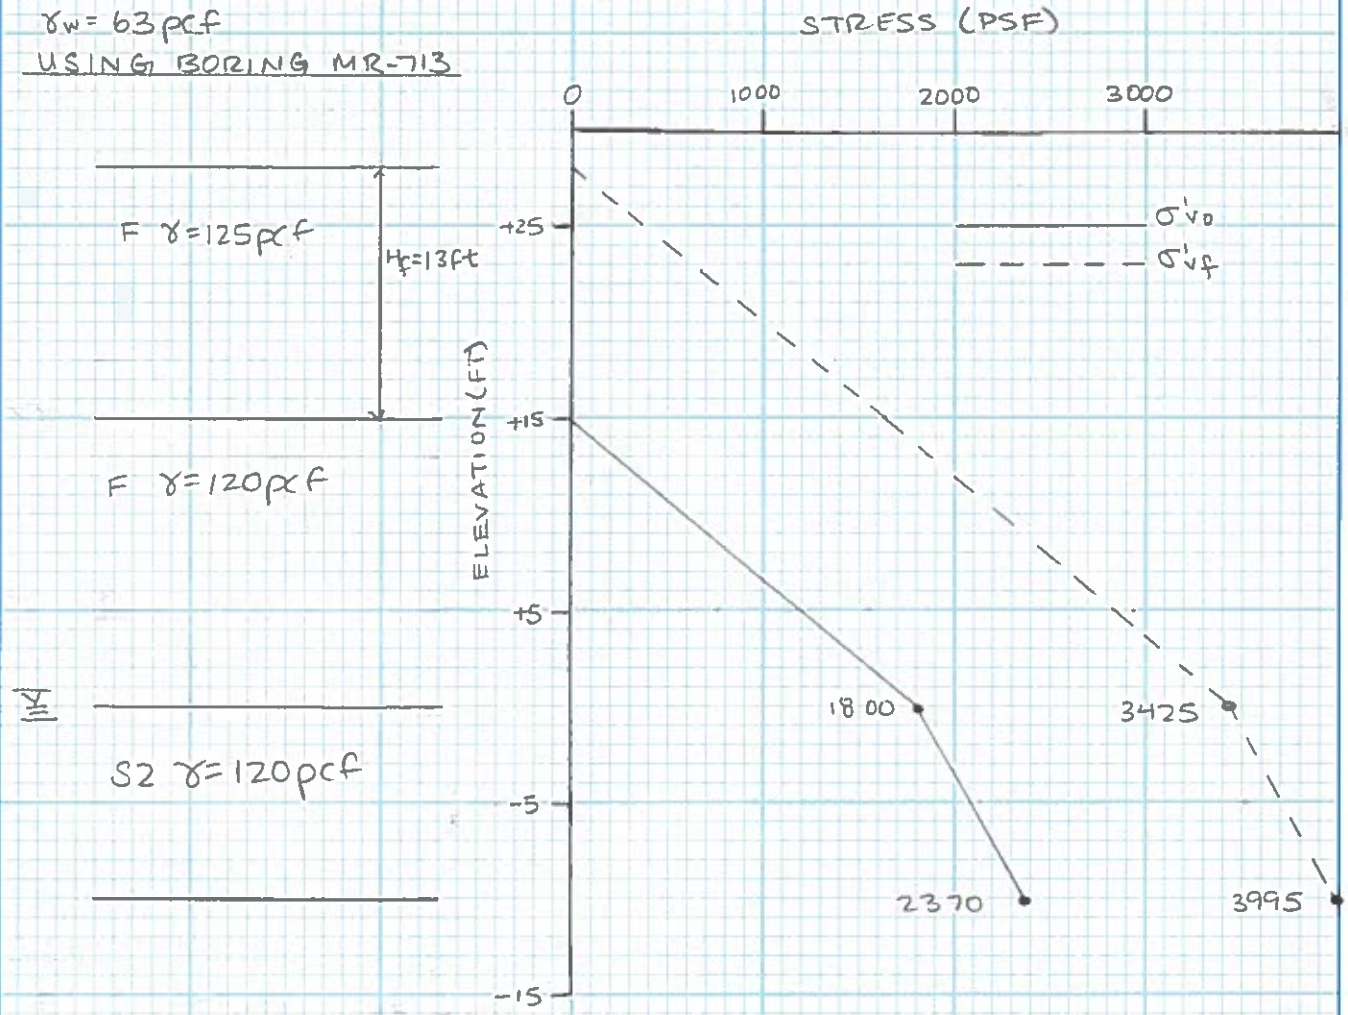 γw= 63pcf
USING BORING MR-713
STRESS (PSF)
0 1000 2000 3000
F γ=125pcf
Hf=13ft
+25
σ'vo
σ'vf
ELEVATION (FT)
+15
F γ=120pcf
+5
1800
3425
S2 γ=120pcf
-5
2370
3995
-15